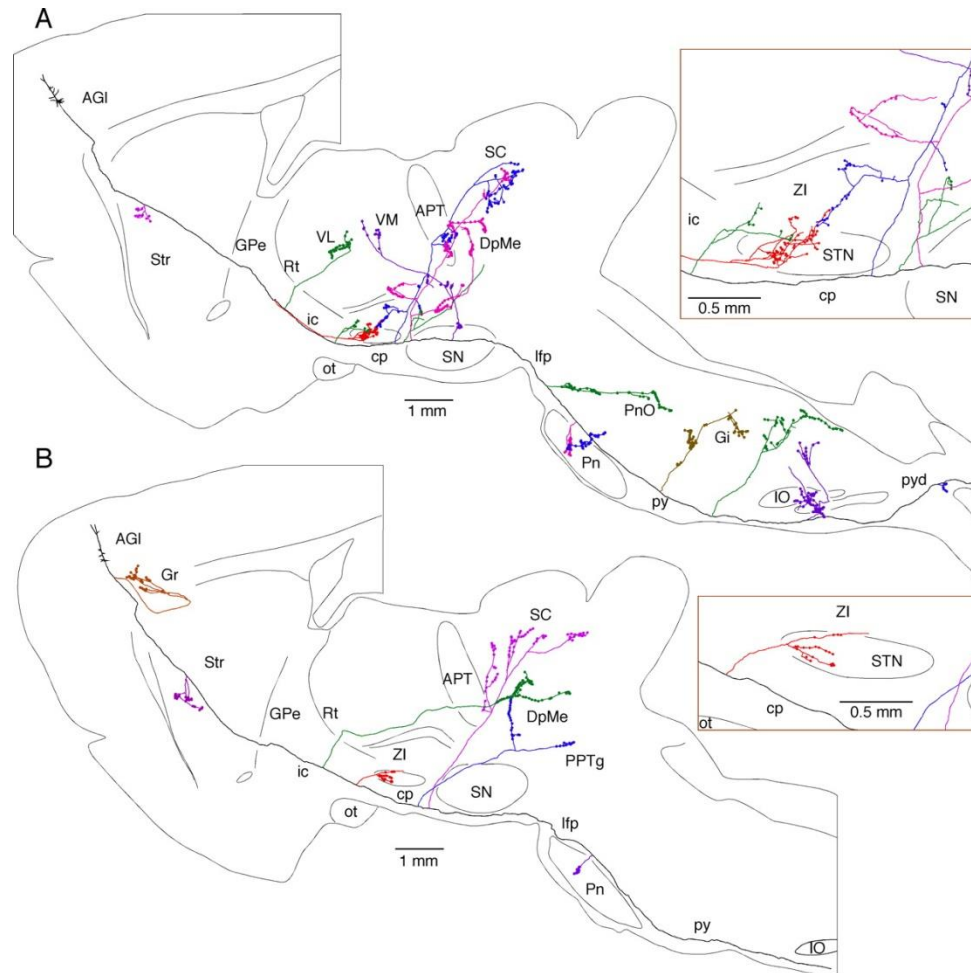 A
AGl
SC
APT
VM
VL
DpMe
GPe
Rt
Str
ic
cp
SN
ot
lfp
1 mm
PnO
Gi
Pn
py
IO
pyd
ZI
ic
STN
cp
SN
0.5 mm
B
AGl
Gr
SC
Str
APT
GPe
Rt
DpMe
ZI
PPTg
ic
cp
SN
ot
lfp
1 mm
Pn
py
IO
ZI
STN
cp
0.5 mm
ot